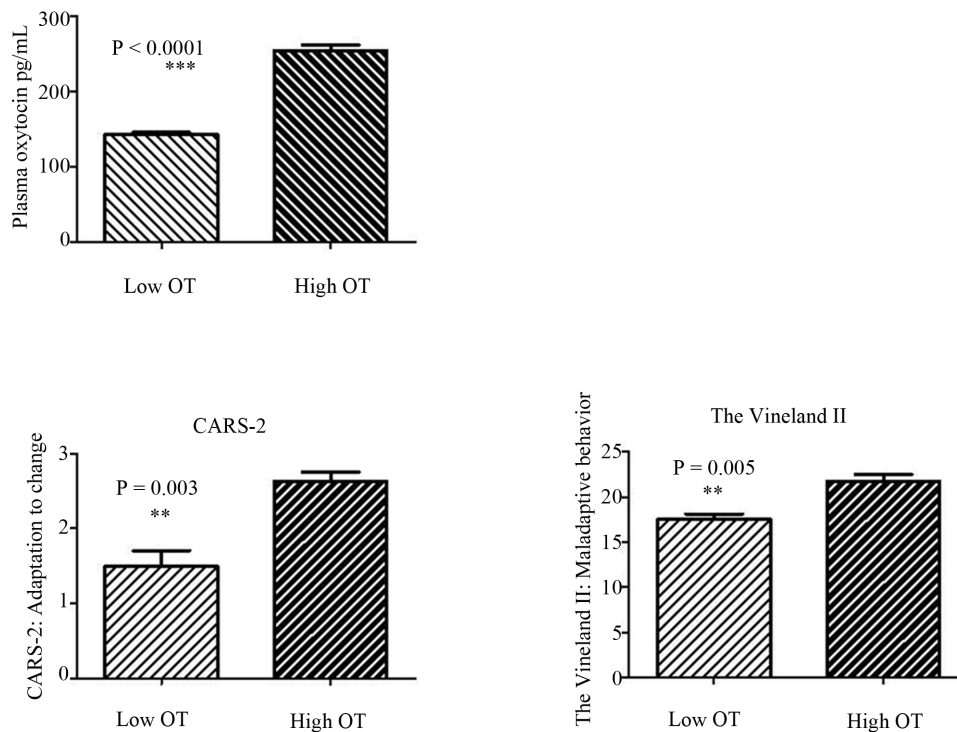 Plasma oxytocin pg/mL
300
200
100
0
P < 0.0001
***
Low OT
High OT
CARS-2
CARS-2: Adaptation to change
3
2
1
0
P = 0.003
**
Low OT
High OT
The Vineland II
The Vineland II: Maladaptive behavior
25
20
15
10
5
0
P = 0.005
**
Low OT
High OT